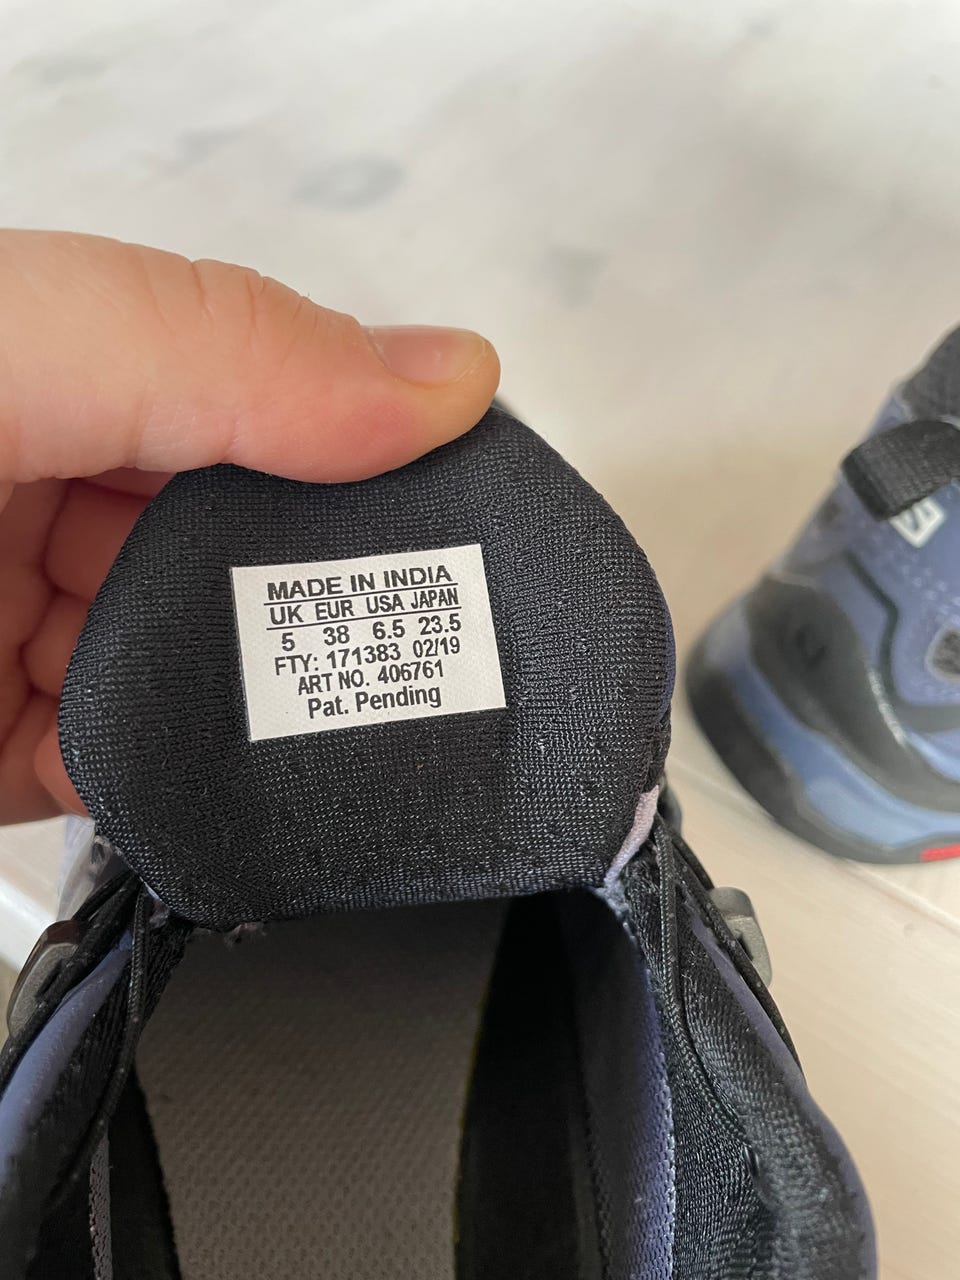 MADE IN INDIA
UK EUR USA JAPAN
5 38 6.5 23.5
FTY: 171383 02/19
ART NO. 406761
Pat. Pending
S